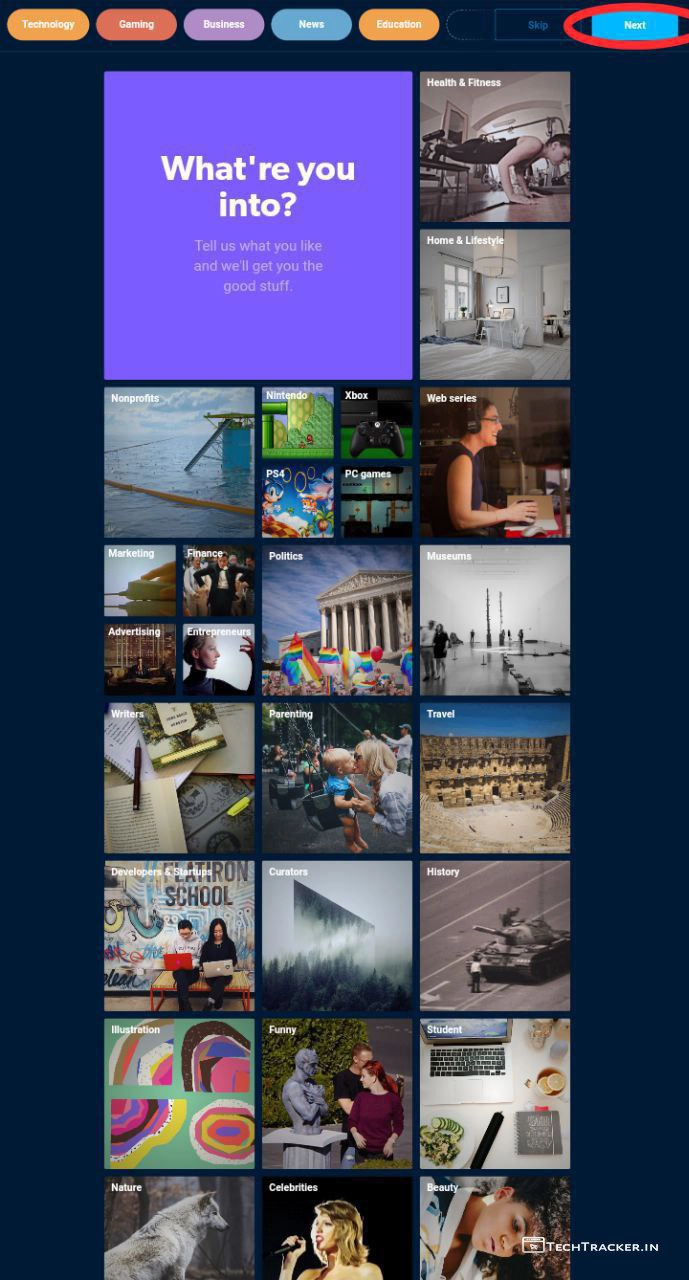 Technology
Gaming
Business
News
Education
Skip
Next
What're you
into?
Tell us what you like
and we'll get you the
good stuff.
Health & Fitness
Home & Lifestyle
Nonprofits
Nintendo
Xbox
PS4
PC games
Web series
Marketing
Finance
Advertising
Entrepreneurs
Politics
Museums
Writers
Parenting
Travel
Developers & Startups
FLATIRON
SCHOOL
Curators
History
Illustration
Funny
Student
Nature
Celebrities
Beauty
TECHTRACKER.IN